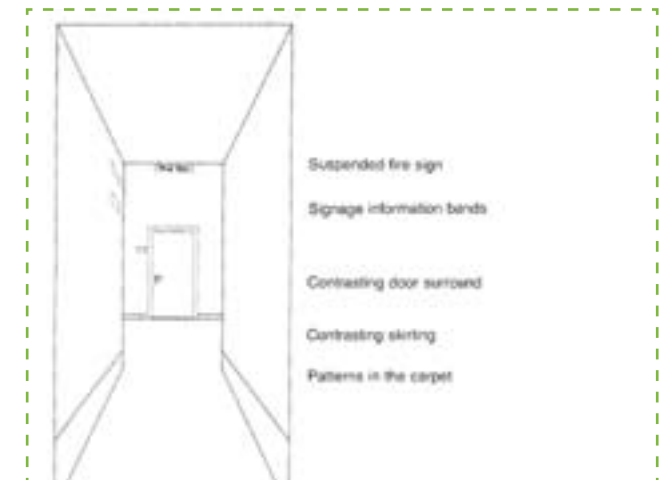 Suspended fire sign
Signage information bands
Contrasting door surround
Contrasting skirting
Patterns in the carpet